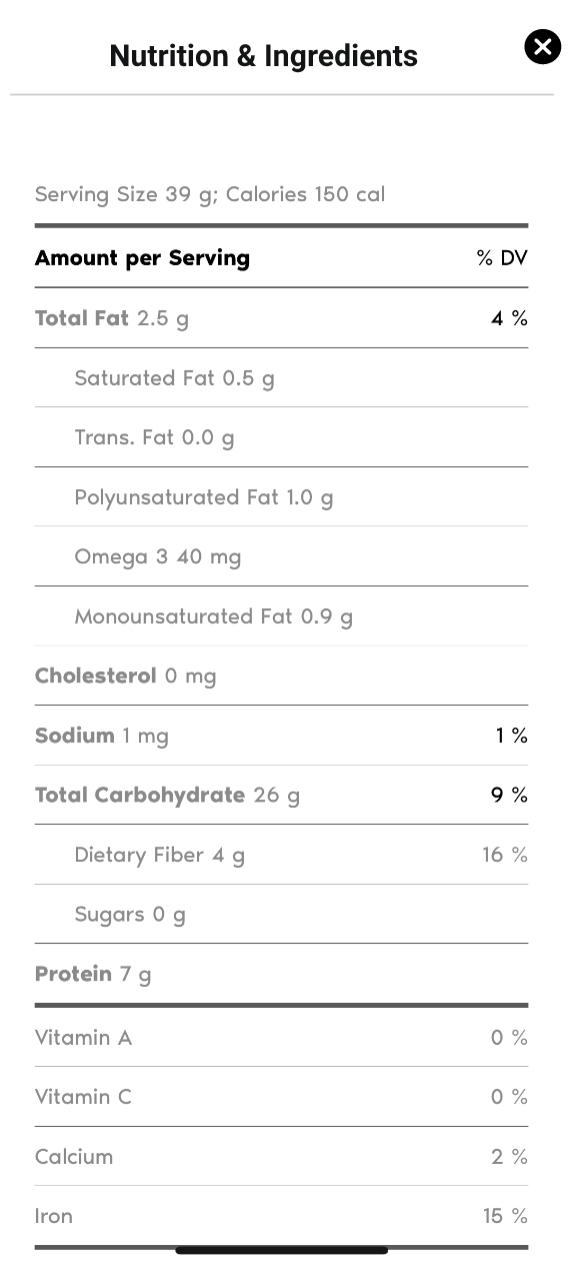 Nutrition & Ingredients
Serving Size 39 g; Calories 150 cal
Amount per Serving % DV
Total Fat 2.5 g 4 %
Saturated Fat 0.5 g
Trans. Fat 0.0 g
Polyunsaturated Fat 1.0 g
Omega 3 40 mg
Monounsaturated Fat 0.9 g
Cholesterol 0 mg
Sodium 1 mg 1 %
Total Carbohydrate 26 g 9 %
Dietary Fiber 4 g 16 %
Sugars 0 g
Protein 7 g
Vitamin A 0 %
Vitamin C 0 %
Calcium 2 %
Iron 15 %